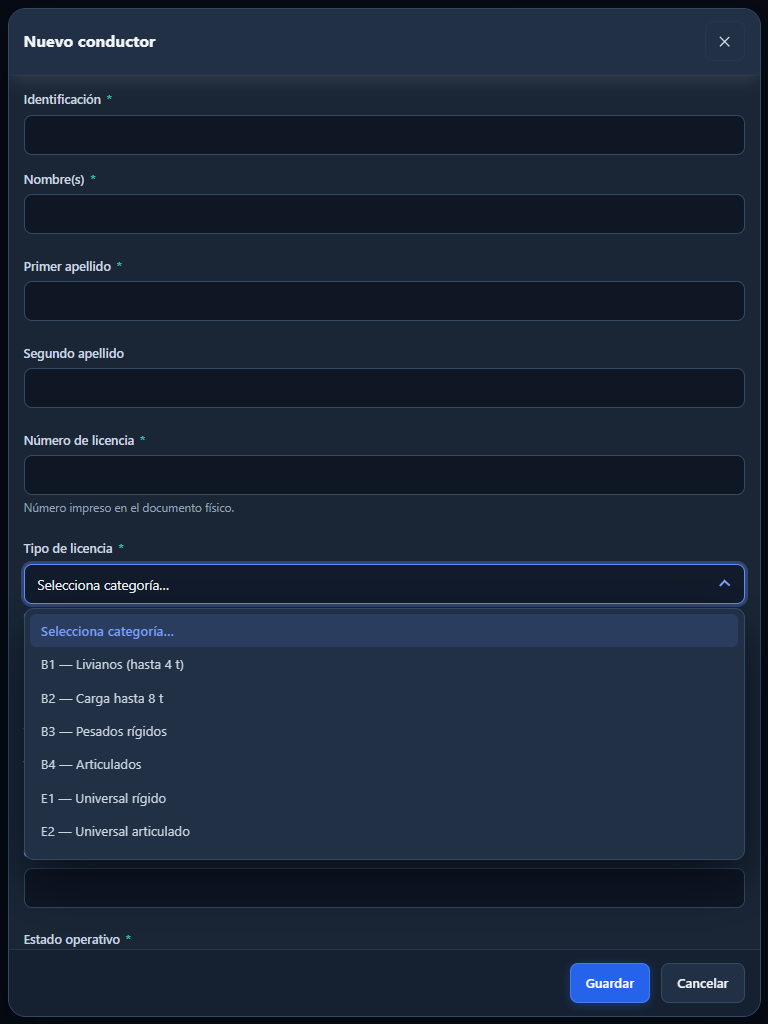 Nuevo conductor
Identificación *
Nombre(s) *
Primer apellido *
Segundo apellido
Número de licencia *
Número impreso en el documento físico.
Tipo de licencia *
Selecciona categoría...
Selecciona categoría...
B1 — Livianos (hasta 4 t)
B2 — Carga hasta 8 t
B3 — Pesados rígidos
B4 — Articulados
E1 — Universal rígido
E2 — Universal articulado
Estado operativo *
Guardar
Cancelar